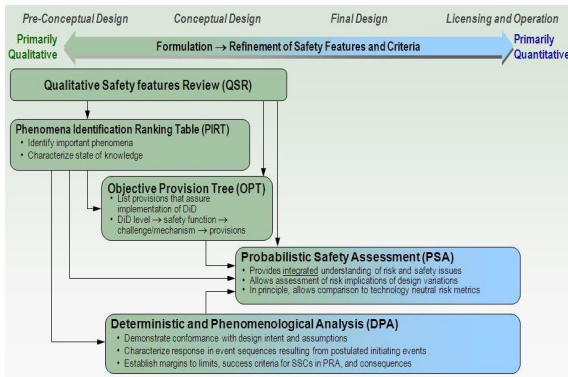 Pre-Conceptual Design Conceptual Design Final Design Licensing and Operation
Primarily Qualitative
Formulation → Refinement of Safety Features and Criteria
Primarily Quantitative
Qualitative Safety features Review (QSR)
Phenomena Identification Ranking Table (PIRT)
• Identify important phenomena
• Characterize state of knowledge
Objective Provision Tree (OPT)
• List provisions that assure
implementation of DiD
• DiD level → safety function →
challenge/mechanism → provisions
Probabilistic Safety Assessment (PSA)
• Provides integrated understanding of risk and safety issues
• Allows assessment of risk implications of design variations
• In principle, allows comparison to technology neutral risk metrics
Deterministic and Phenomenological Analysis (DPA)
• Demonstrate conformance with design intent and assumptions
• Characterize response in event sequences resulting from postulated initiating events
• Establish margins to limits, success criteria for SSCs in PRA, and consequences